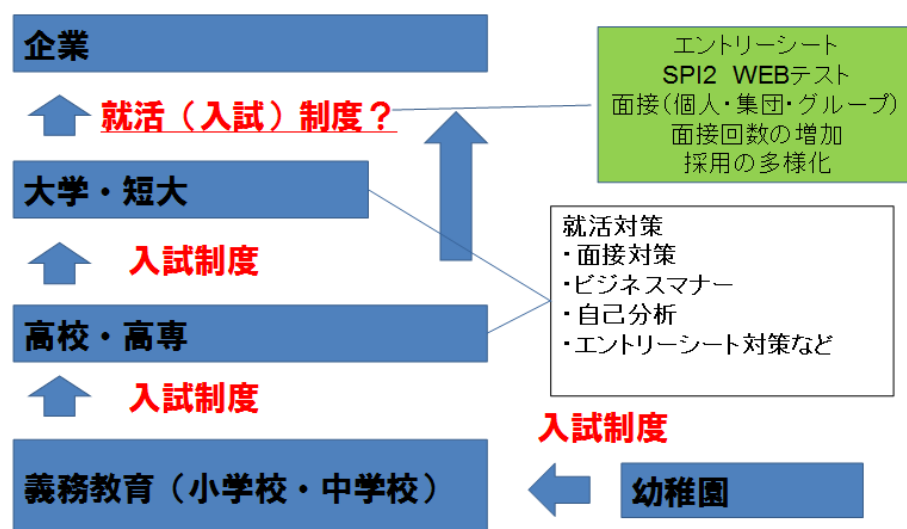 企業
就活（入試）制度？
エントリーシート
SPI2　WEBテスト
面接（個人・集団・グループ）
面接回数の増加
採用の多様化
大学・短大
入試制度
就活対策
・面接対策
・ビジネスマナー
・自己分析
・エントリーシート対策など
高校・高専
入試制度
入試制度
義務教育（小学校・中学校）
幼稚園